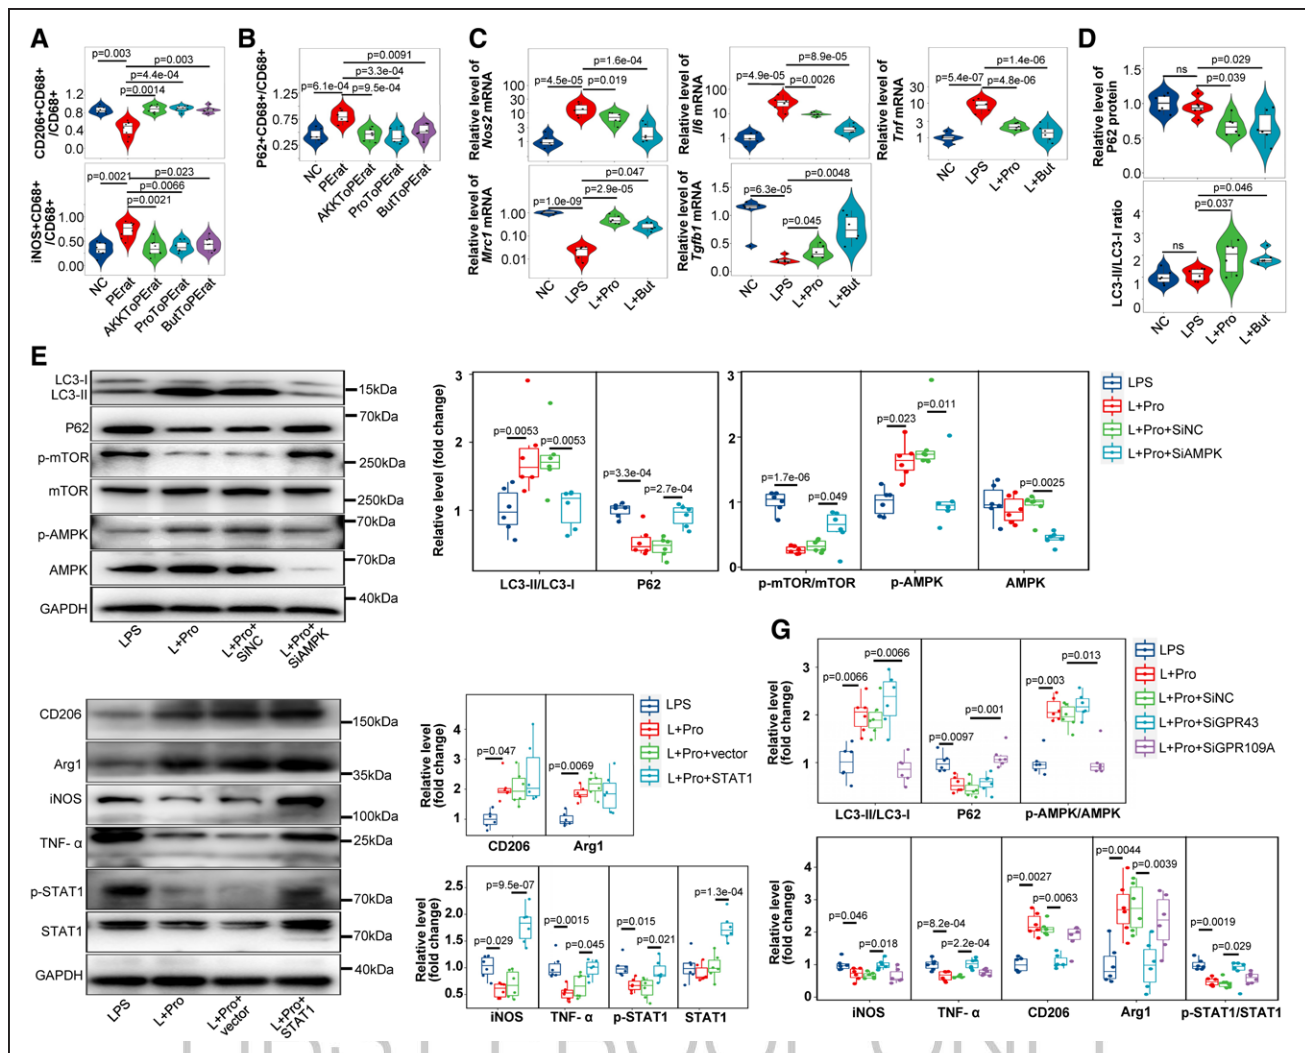 A
p=0.003
p=0.003
p=4.4e-04
p=0.0014
CD206+CD68+
/CD68+
1.2
0.8
0.4
0.0
p=0.0021
p=0.023
p=0.0066
p=0.0021
iNOS+CD68+
/CD68+
1.00
0.50
0.00
NC
PErat
AKKToPErat
ProToPErat
ButToPErat
B
p=0.0091
p=3.3e-04
p=6.1e-04
p=9.5e-04
P62+CD68+/CD68+
1.25
0.75
0.25
NC
PErat
AKKToPErat
ProToPErat
ButToPErat
C
p=1.6e-04
p=4.5e-05
p=0.019
Relative level of
Nos2 mRNA
100
30
10
3
1
p=8.9e-05
p=4.9e-05
p=0.0026
Relative level of
Il6 mRNA
100
10
1
p=1.4e-06
p=5.4e-07
p=4.8e-06
Relative level of
Tnf mRNA
30
10
3
1
p=0.047
p=2.9e-05
p=1.0e-09
Relative level of
Mrc1 mRNA
1.00
0.10
0.01
NC
LPS
L+Pro
L+But
p=0.0048
p=6.3e-05
p=0.045
Relative level of
Tgfb1 mRNA
1.5
1.0
0.5
0.0
NC
LPS
L+Pro
L+But
NC
LPS
L+Pro
L+But
D
p=0.029
ns
p=0.039
Relative level of
P62 protein
1.5
1.0
0.5
0.0
p=0.046
p=0.037
ns
LC3-II/LC3-I ratio
4
3
2
1
0
NC
LPS
L+Pro
L+But
E
LC3-I
LC3-II
15kDa
P62
70kDa
p-mTOR
250kDa
mTOR
250kDa
p-AMPK
70kDa
AMPK
70kDa
GAPDH
40kDa
LPS
L+Pro
L+Pro+
SiNC
L+Pro+
SiAMPK
Relative level (fold change)
3
2
1
p=0.0053
p=0.0053
p=3.3e-04
p=2.7e-04
LC3-II/LC3-I
P62
3
2
1
0
p=1.7e-06
p=0.049
p=0.023
p=0.011
p=0.0025
p-mTOR/mTOR
p-AMPK
AMPK
LPS
L+Pro
L+Pro+SiNC
L+Pro+SiAMPK
CD206
150kDa
Arg1
35kDa
iNOS
100kDa
TNF- α
25kDa
p-STAT1
70kDa
STAT1
70kDa
GAPDH
40kDa
LPS
L+Pro
L+Pro+
vector
L+Pro+
STAT1
Relative level
(fold change)
4
3
2
1
p=0.047
p=0.0069
CD206
Arg1
LPS
L+Pro
L+Pro+vector
L+Pro+STAT1
Relative level
(fold change)
2.5
2.0
1.5
1.0
0.5
p=9.5e-07
p=0.029
p=0.0015
p=0.045
p=0.015
p=0.021
p=1.3e-04
iNOS
TNF- α
p-STAT1
STAT1
G
Relative level
(fold change)
3
2
1
0
p=0.0066
p=0.0066
p=0.0097
p=0.001
p=0.003
p=0.013
LC3-II/LC3-I
P62
p-AMPK/AMPK
LPS
L+Pro
L+Pro+SiNC
L+Pro+SiGPR43
L+Pro+SiGPR109A
Relative level
(fold change)
4
3
2
1
0
p=0.046
p=0.018
p=8.2e-04
p=2.2e-04
p=0.0027
p=0.0063
p=0.0044
p=0.0039
p=0.0019
p=0.029
iNOS
TNF- α
CD206
Arg1
p-STAT1/STAT1